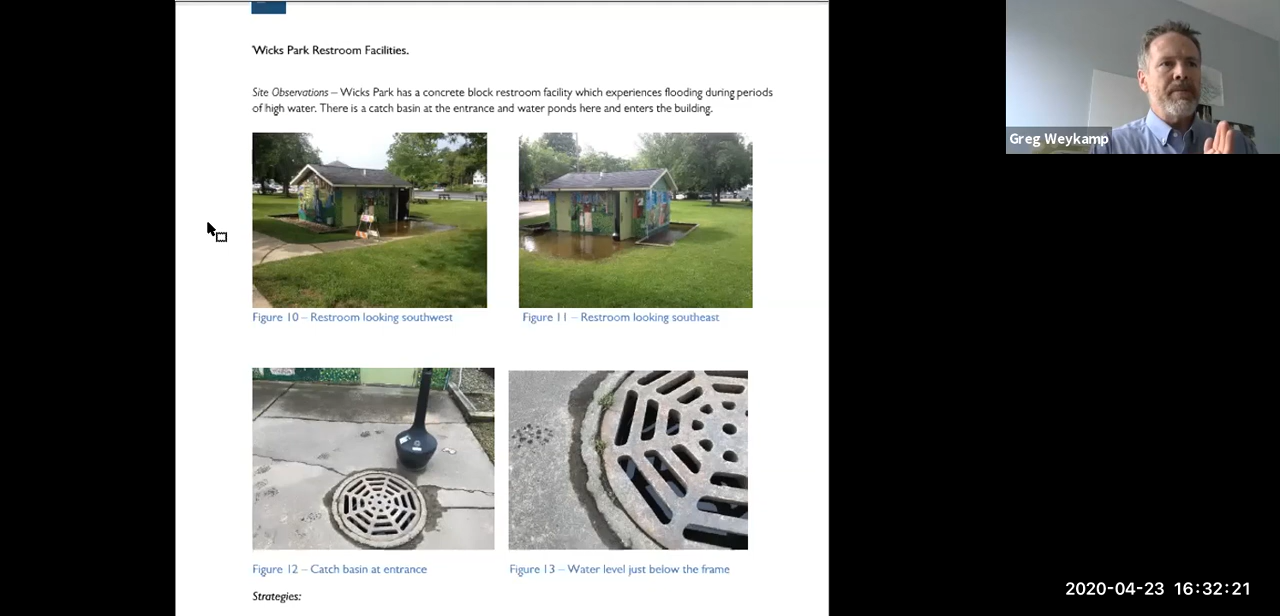 Wicks Park Restroom Facilities.
Site Observations – Wicks Park has a concrete block restroom facility which experiences flooding during periods
of high water. There is a catch basin at the entrance and water ponds here and enters the building.
Figure 10 – Restroom looking southwest
Figure 11 – Restroom looking southeast
Figure 12 – Catch basin at entrance
Figure 13 – Water level just below the frame
Strategies:
Greg Weykamp
2020-04-23 16:32:21